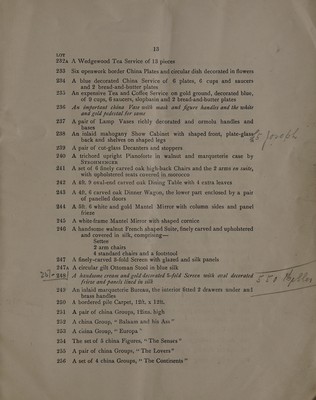 13
LOT
232A A Wedgewood Tea Service of 13 pieces
233 Six openwork border China Plates and circular dish decorated in flowers
234 A blue decorated China Service of 6 plates, 6 cups and saucers
and 2 bread-and-butter plates
235 An expensive Tea and Coffee Service on gold ground, decorated blue,
of 9 cups, 6 saucers, slopbasin and 2 bread-and-butter plates
236 An important china Vase with mask and figure handles and the white
and gold pedestal for same
237 A pair of Lamp Vases richly decorated and ormolu handles and
bases
238 An inlaid mahogany Show Cabinet with shaped front, plate-glass
back and shelves on shaped legs
Joseph
239 A pair of cut-glass Decanters and stoppers
240 A trichord upright Pianoforte in walnut and marqueterie case by
241 A set of 6 finely carved oak high-back Chairs and the 2 arms en suite,
with upholstered seats covered in morocco
242 A 4ft. 9 oval-end carved oak Dining Table with 4 extra leaves
243 A 4ft. 6 carved oak Dinner Wagon, the lower part enclosed by a pair
of panelled doors
244 A 5ft. 6 white and gold Mantel Mirror with column sides and panel
frieze
245 A white-frame Mantel Mirror with shaped cornice
246 A handsome walnut French shaped Suite, finely carved and upholstered
and covered in silk, comprising—
Settee
2 arm chairs
4 standard chairs and a footstool
247 A finely-carved 3-fold Screen with glazed and silk panels
247A A circular gilt Ottoman Stool in blue silk
248 A handsome cream and gold decorated 3-fold Screen with oval decorated
frieze and panels lined in silk
249 An inlaid marqueterie Bureau, the interior fitted 2 drawers under and
brass handles
250 A bordered pile Carpet, 12ft. x 12ft.
251 A pair of china Groups, 12ins. high
252 A china Group, " Balaam and his Ass "
253 A china Group, " Europa "
254 The set of 5 china Figures, " The Senses "
255 A pair of china Groups, " The Lovers "
256 A set of 4 china Groups, " The Continents "